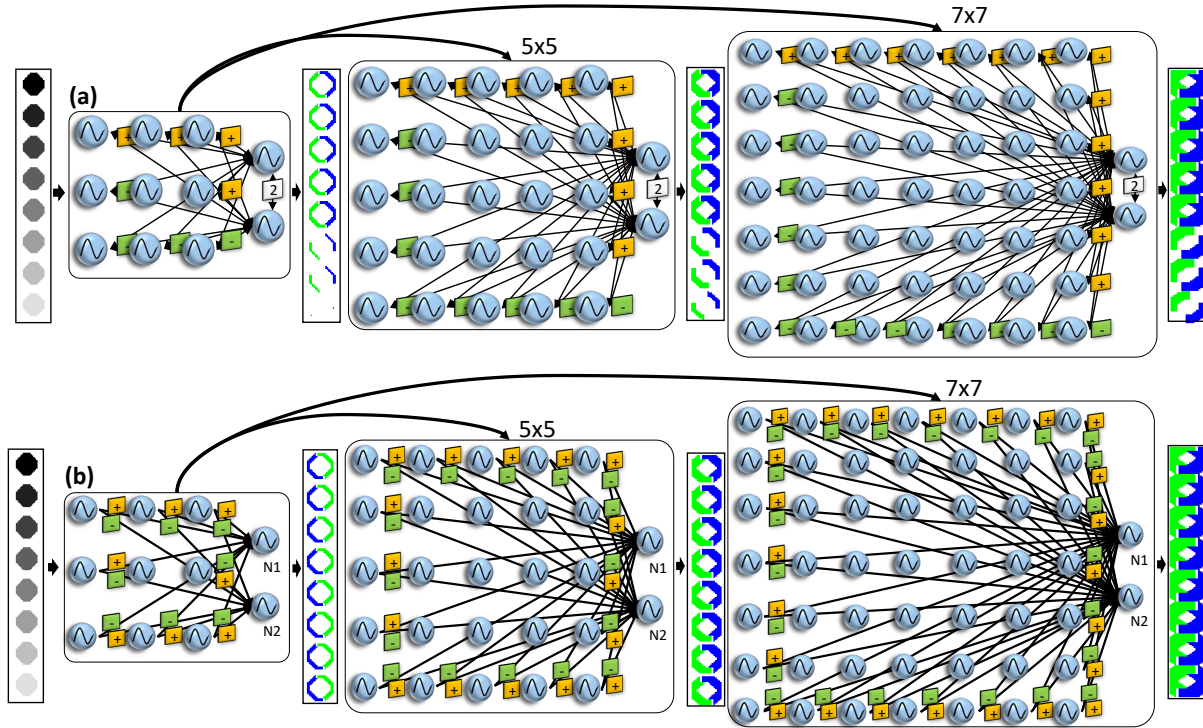 7x7
5x5
(a)
+ + + + + + +
+ + + + +
+ + +
-
-
+
+
-
-
+
2
-
+
2
-
+
2
-
+
-
+
- - -
-
- - - - -
+
- - - - - - -
7x7
5x5
(b)
+ + + + + + +
- - - - - - -
+ + + + +
- - - - -
+ + +
- - -
N1
N1
N1
N2
N2
N2